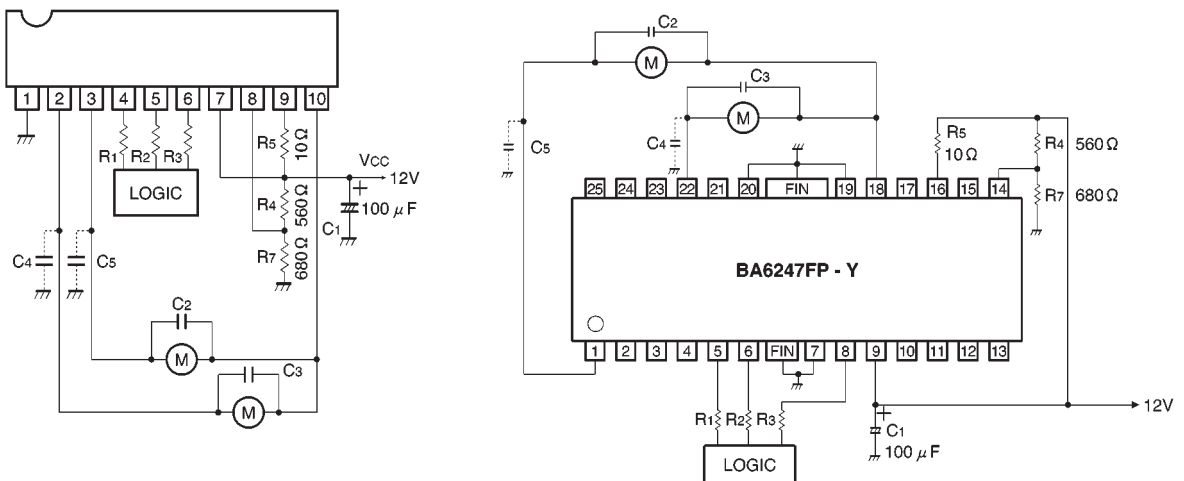 1 2 3 4 5 6 7 8 9 10
R1 R2 R3
LOGIC
R5
10Ω
VCC
12V
R4
560Ω
C1
100 μF
R7
680Ω
C4
C5
C2
M
C3
M
C2
M
C3
M
C5
C4
R5
10Ω
R4 560Ω
R7 680Ω
25 24 23 22 21 20 FIN 19 18 17 16 15 14
BA6247FP - Y
1 2 3 4 5 6 FIN 7 8 9 10 11 12 13
R1 R2 R3
LOGIC
C1
100 μF
12V
+
+